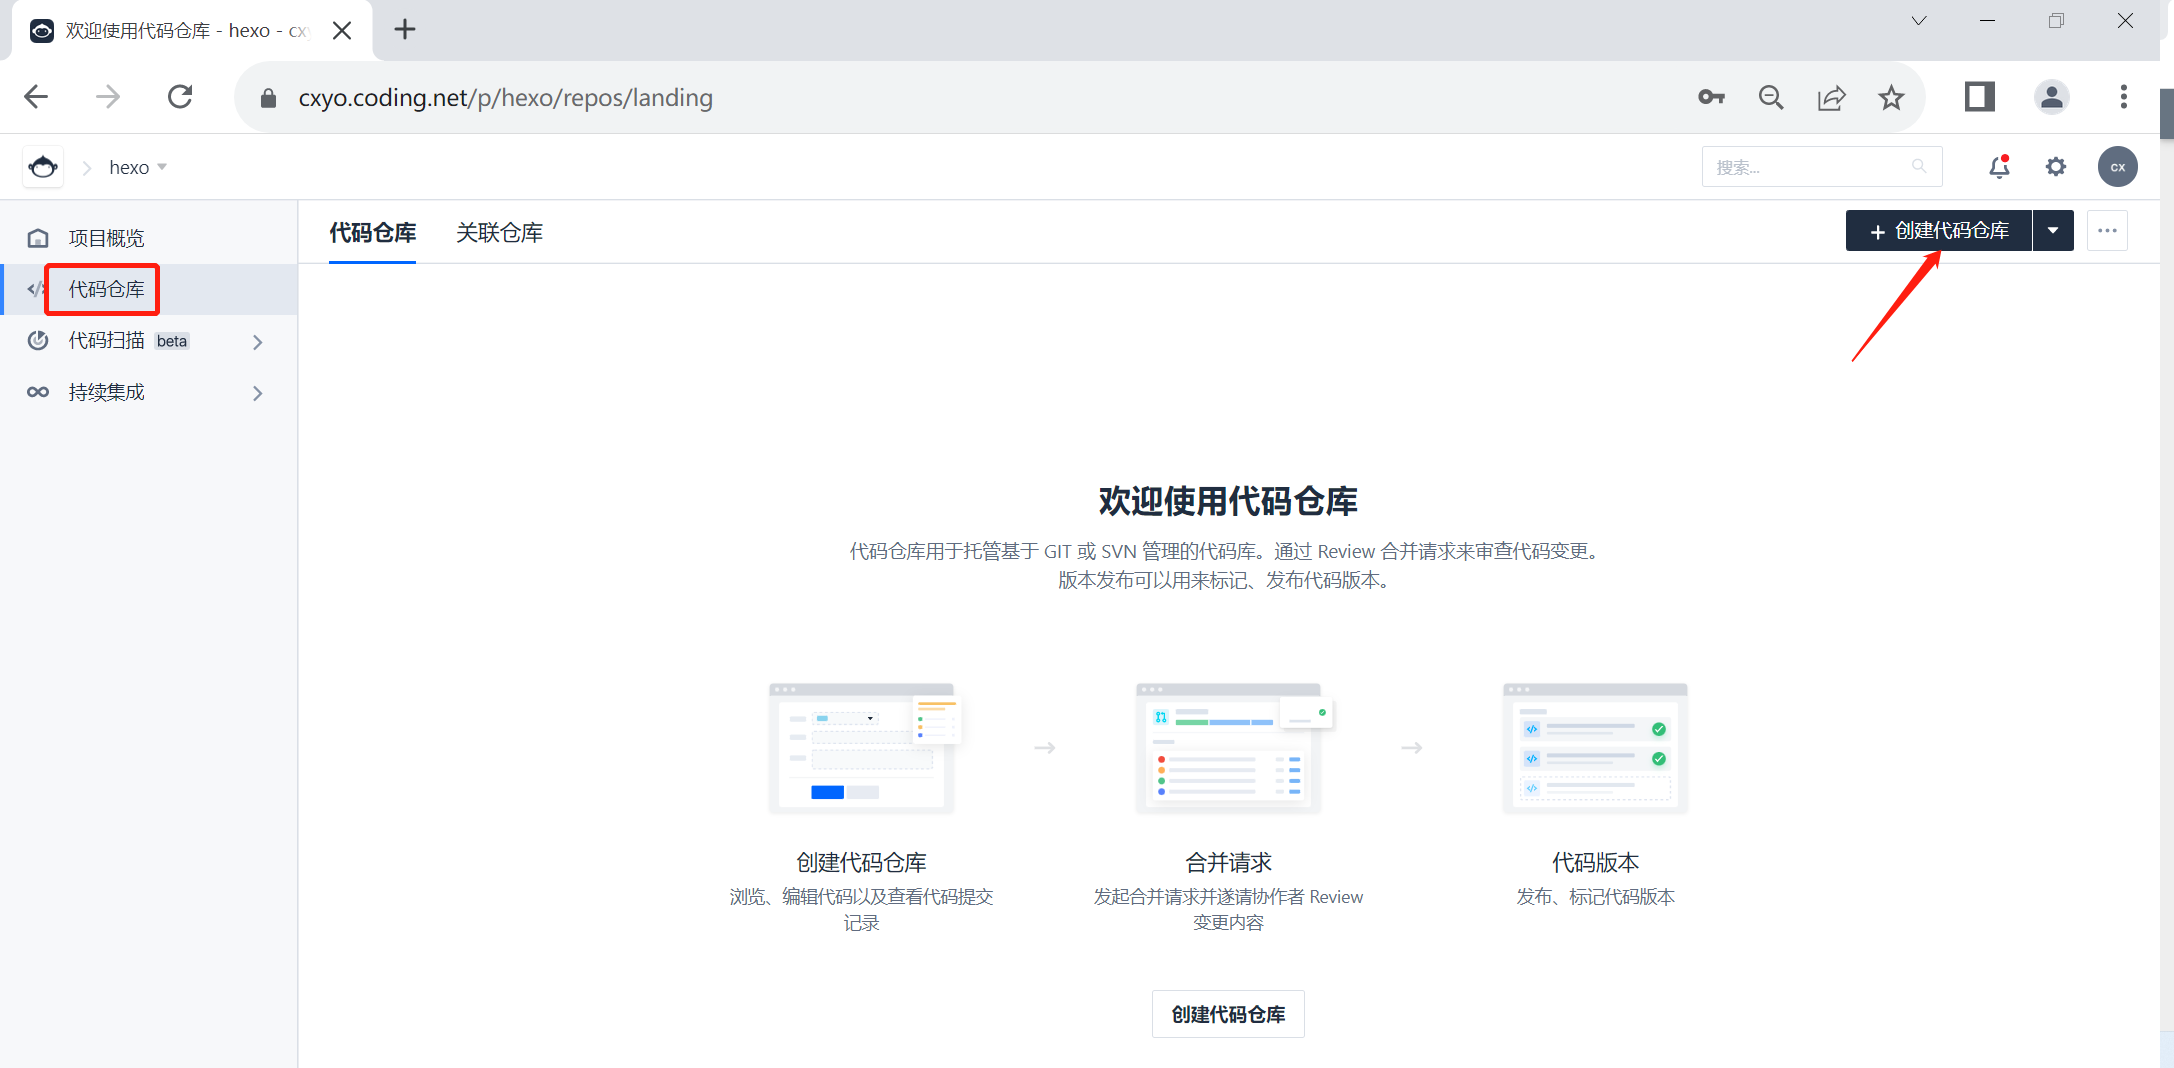 欢迎使用代码仓库 - hexo - cx
cxyo.coding.net/p/hexo/repos/landing
hexo
搜索...
cx
项目概览
代码仓库
代码扫描 beta
持续集成
代码仓库 关联仓库
+ 创建代码仓库
欢迎使用代码仓库
代码仓库用于托管基于 GIT 或 SVN 管理的代码库。通过 Review 合并请求来审查代码变更。
版本发布可以用来标记、发布代码版本。
创建代码仓库
浏览、编辑代码以及查看代码提交
记录
合并请求
发起合并请求并邀请协作者 Review
变更内容
代码版本
发布、标记代码版本
创建代码仓库